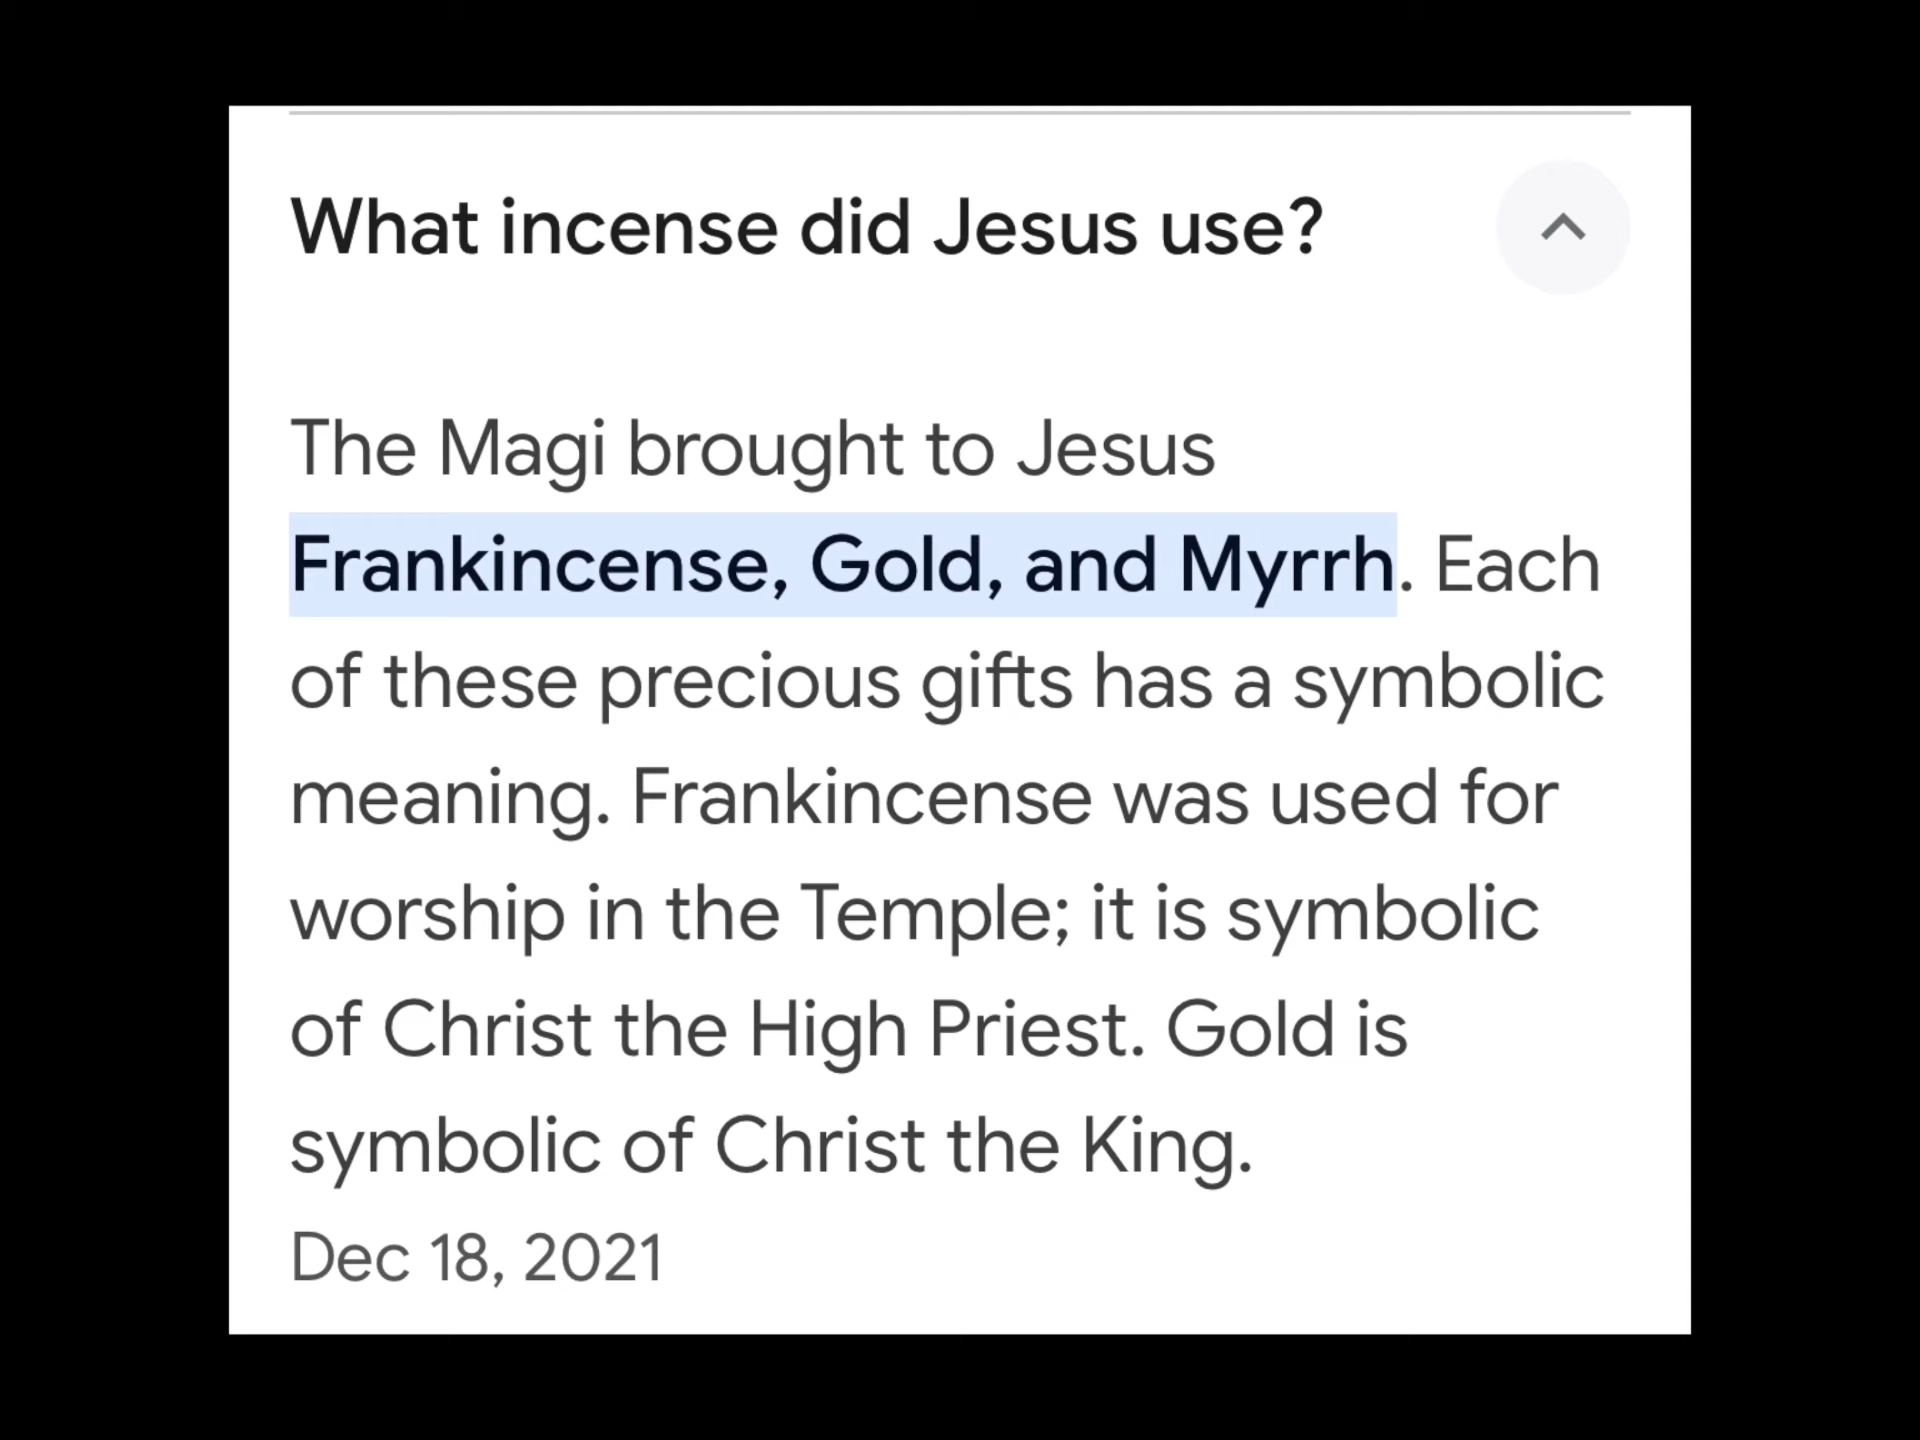 What incense did Jesus use?
The Magi brought to Jesus
Frankincense, Gold, and Myrrh. Each
of these precious gifts has a symbolic
meaning. Frankincense was used for
worship in the Temple; it is symbolic
of Christ the High Priest. Gold is
symbolic of Christ the King.
Dec 18, 2021